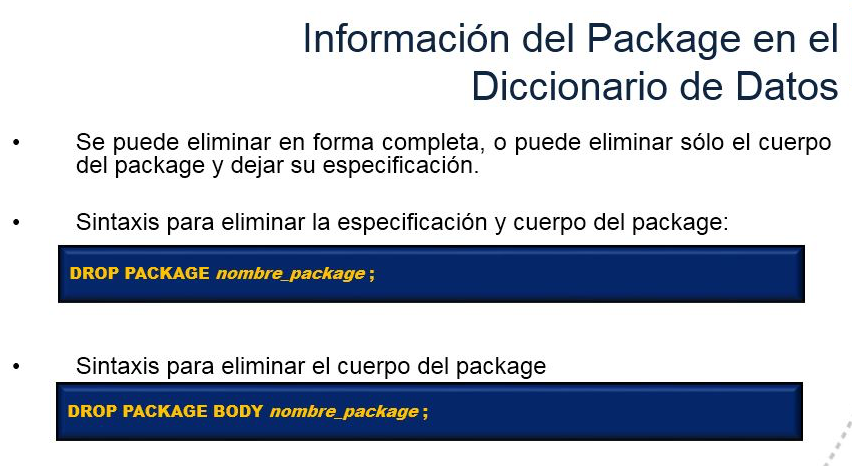 Información del Package en el
Diccionario de Datos
• Se puede eliminar en forma completa, o puede eliminar sólo el cuerpo
del package y dejar su especificación.
• Sintaxis para eliminar la especificación y cuerpo del package:
DROP PACKAGE nombre_package ;
• Sintaxis para eliminar el cuerpo del package
DROP PACKAGE BODY nombre_package ;